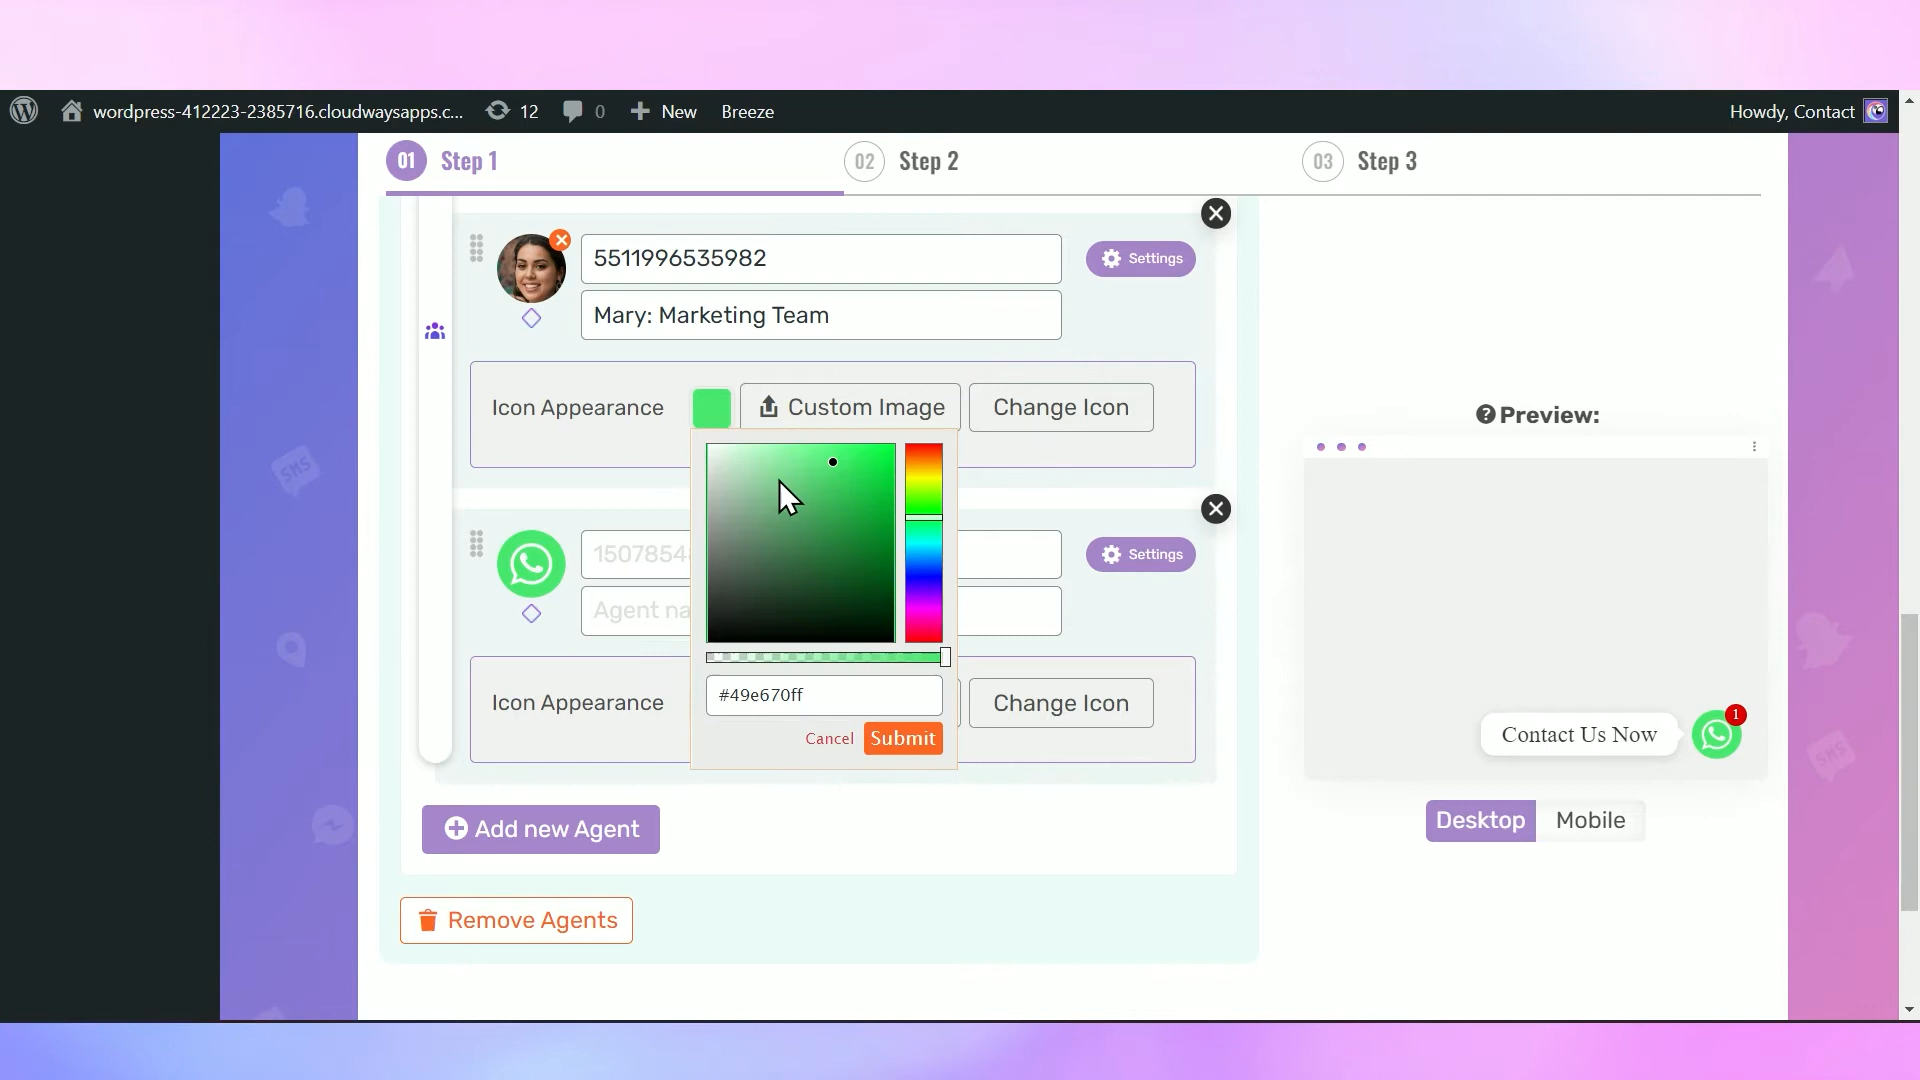 wordpress-412223-2385716.cloudwaysapps.c... 12 0 New Breeze Howdy, Contact
01 Step 1 02 Step 2 03 Step 3
5511996535982
Settings
Mary: Marketing Team
Icon Appearance Custom Image Change Icon
Preview:
Settings
Agent na
Icon Appearance Change Icon
#49e670ff
Cancel Submit
Contact Us Now 1
Add new Agent
Desktop Mobile
Remove Agents
SMS
SMS